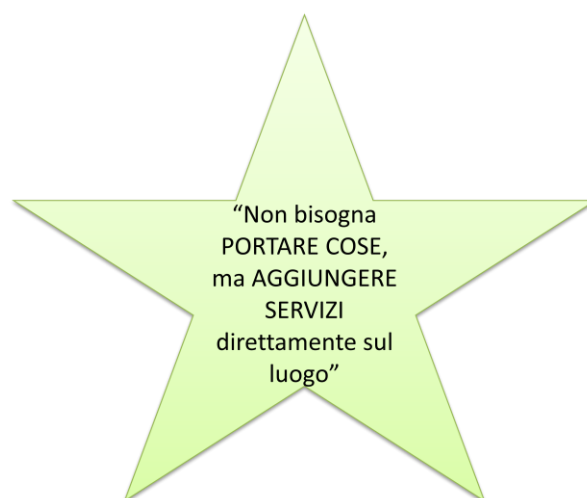 “Non bisogna
PORTARE COSE,
ma AGGIUNGERE
SERVIZI
direttamente sul
luogo”